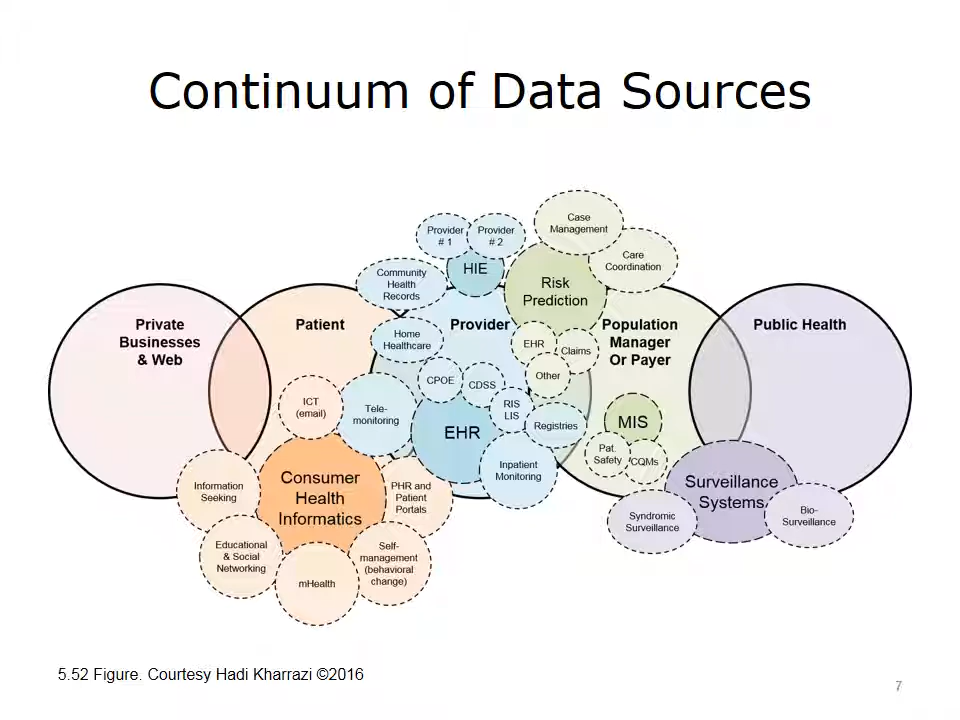 Continuum of Data Sources
Case
Management
Provider
# 1
Provider
# 2
Care
Coordination
HIE
Community
Health
Records
Risk
Prediction
Private
Businesses
& Web
Patient
Provider
Population
Manager
Or Payer
Public Health
Home
Healthcare
EHR
Claims
Other
CPOE
CDSS
ICT
(email)
Tele-
monitoring
RIS
LIS
EHR
Registries
MIS
Pat.
Safety
CQMs
Inpatient
Monitoring
Consumer
Health
Informatics
Information
Seeking
PHR and
Patient
Portals
Surveillance
Systems
Syndromic
Surveillance
Bio-
Surveillance
Educational
& Social
Networking
mHealth
Self-
management
(behavioral
change)
5.52 Figure. Courtesy Hadi Kharrazi ©2016
7